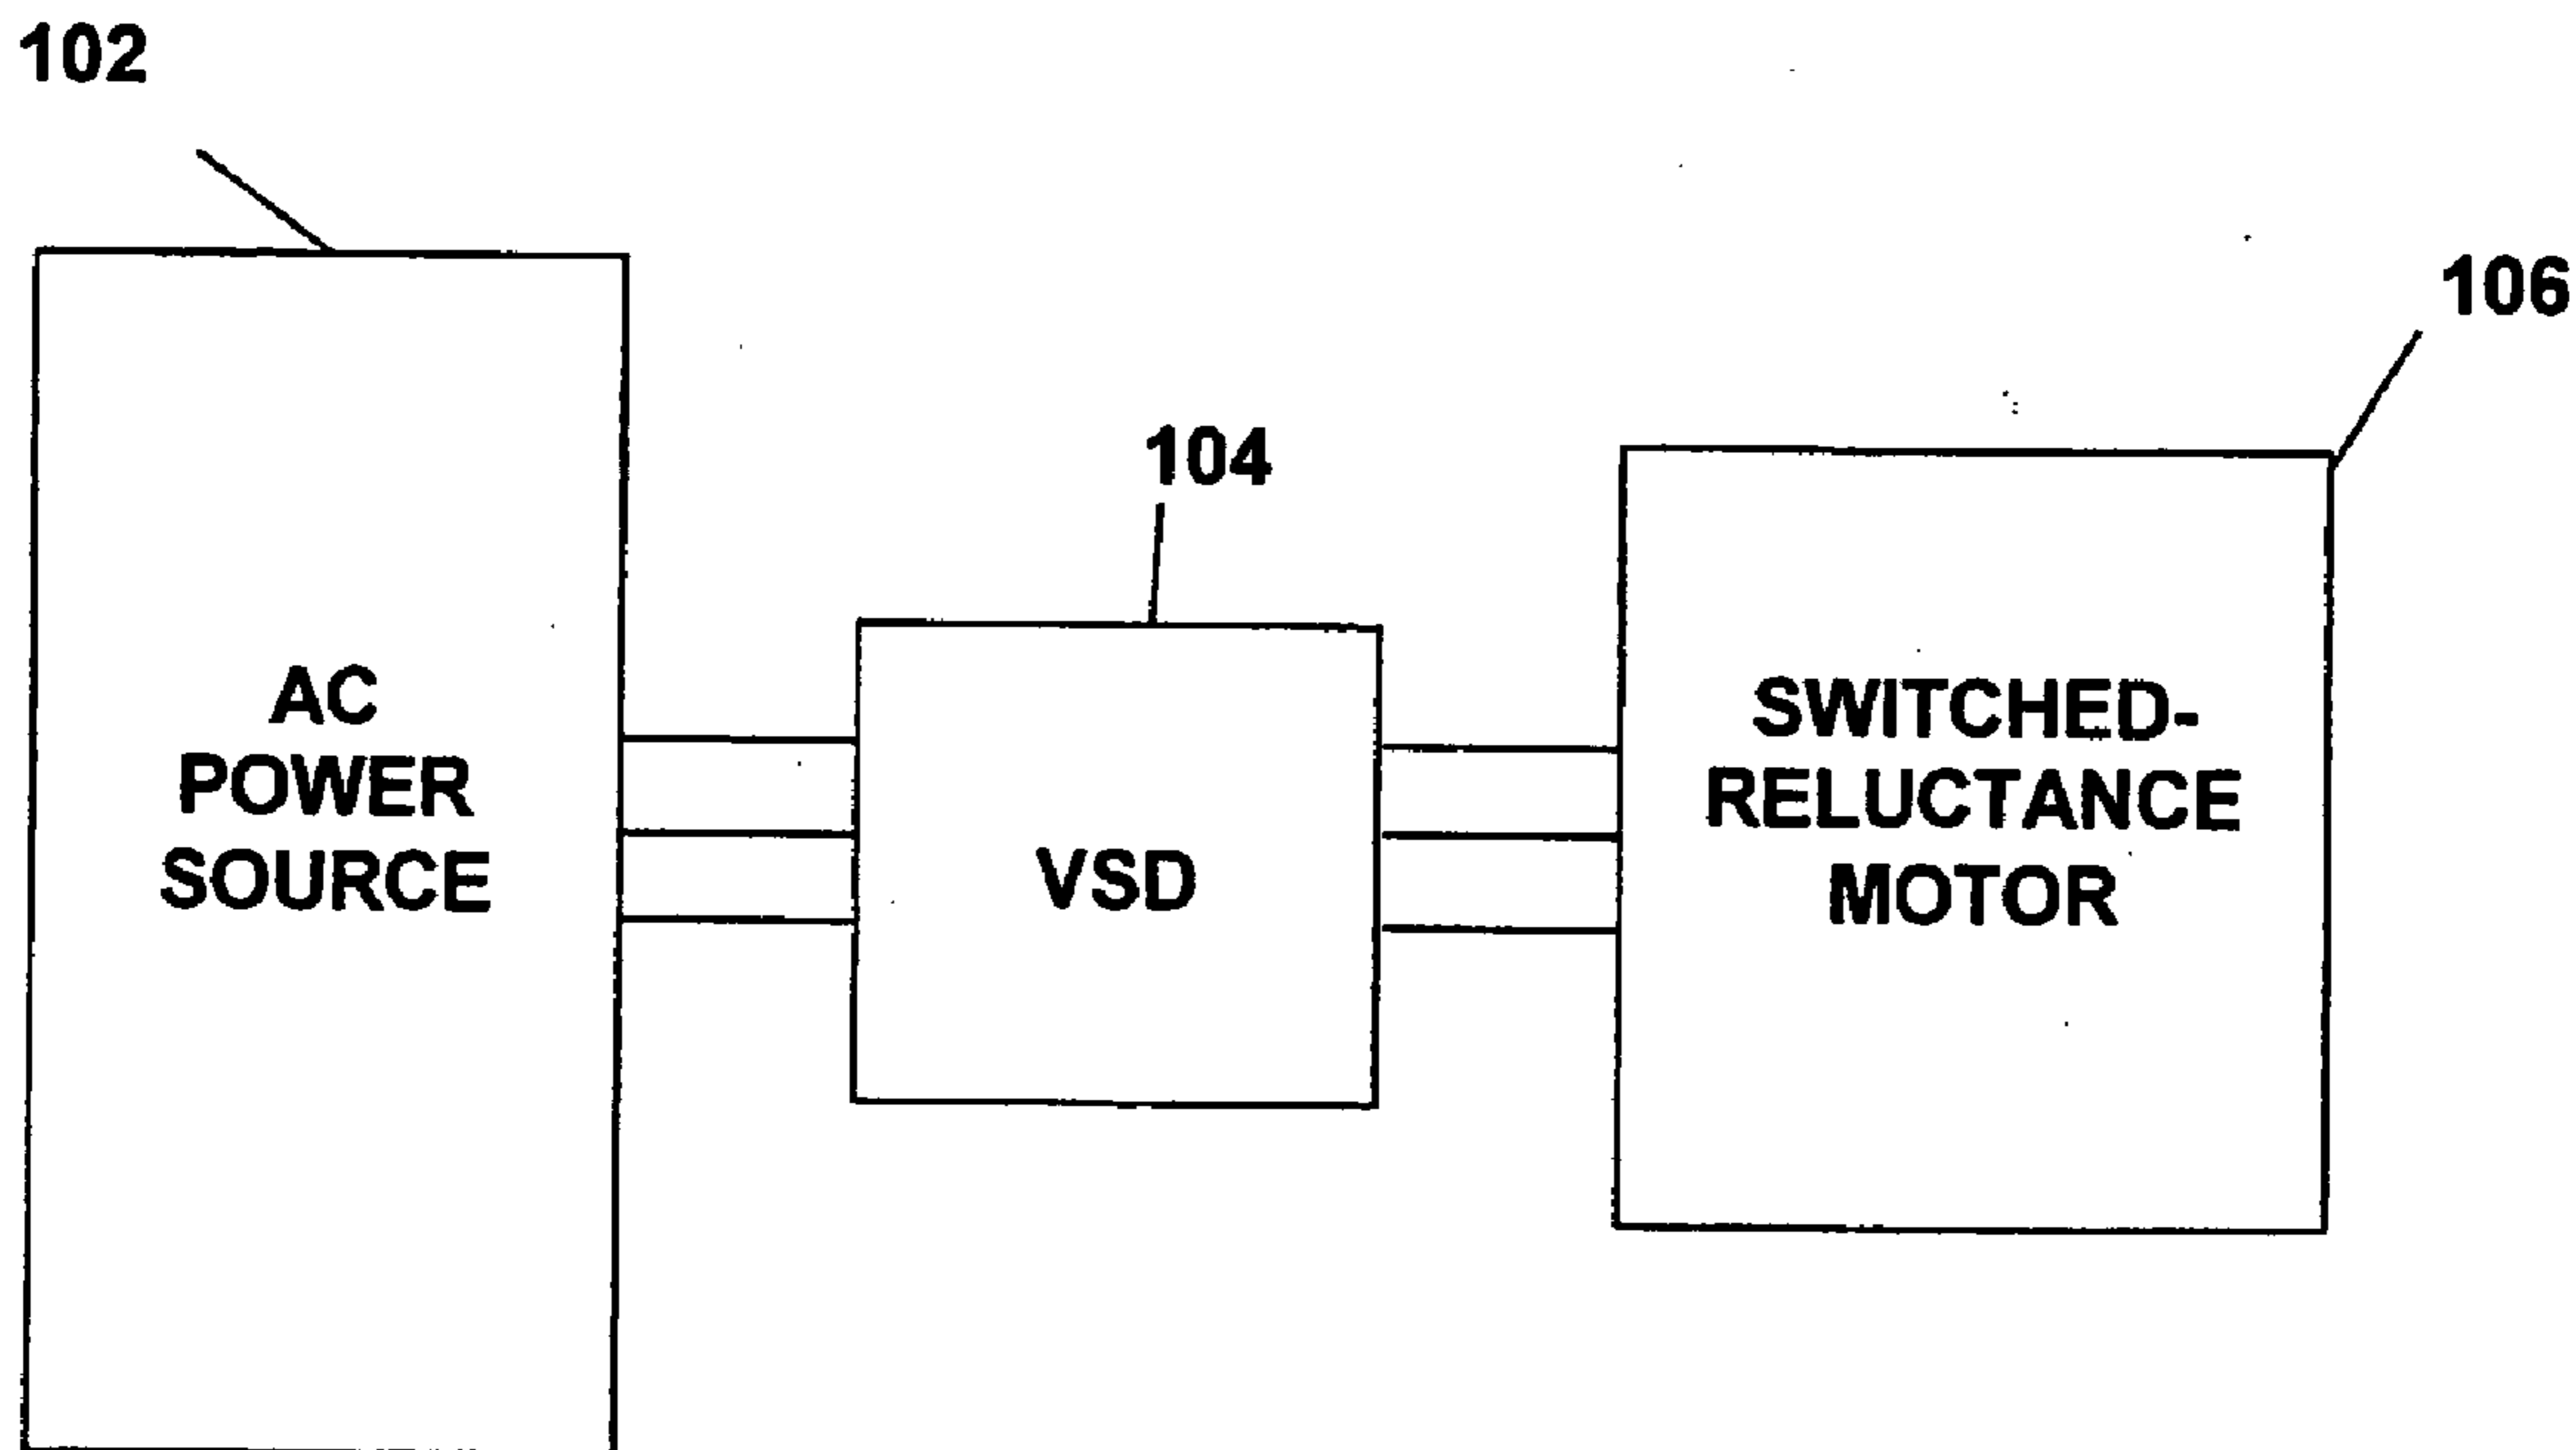 102
106
104
AC
POWER
SOURCE
VSD
SWITCHED-
RELUCTANCE
MOTOR